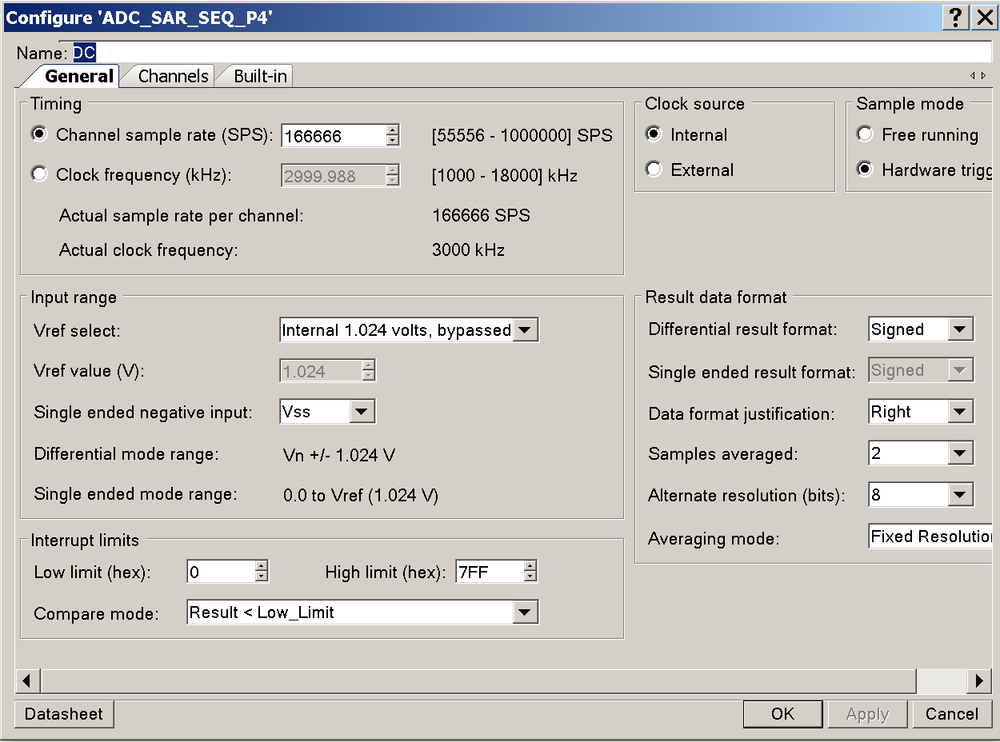 Configure 'ADC_SAR_SEQ_P4'
Name: DC
General Channels Built-in
Timing
Channel sample rate (SPS): 166666 [55556 - 1000000] SPS
Clock frequency (kHz): 2999.988 [1000 - 18000] kHz
Actual sample rate per channel: 166666 SPS
Actual clock frequency: 3000 kHz
Clock source
Internal
External
Sample mode
Free running
Hardware trigg
Input range
Vref select: Internal 1.024 volts, bypassed
Vref value (V): 1.024
Single ended negative input: Vss
Differential mode range: Vn +/- 1.024 V
Single ended mode range: 0.0 to Vref (1.024 V)
Result data format
Differential result format: Signed
Single ended result format: Signed
Data format justification: Right
Samples averaged: 2
Alternate resolution (bits): 8
Averaging mode: Fixed Resolution
Interrupt limits
Low limit (hex): 0 High limit (hex): 7FF
Compare mode: Result < Low_Limit
Datasheet OK Apply Cancel